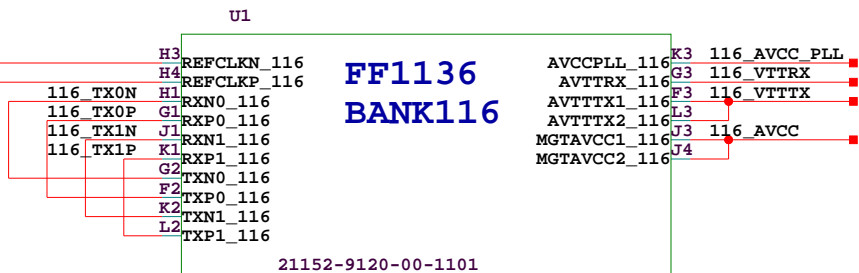 U1
FF1136
BANK116
H3 REFCLKN_116
H4 REFCLKP_116
116_TX0N H1 RXN0_116
116_TX0P G1 RXP0_116
116_TX1N J1 RXN1_116
116_TX1P K1 RXP1_116
G2 TXN0_116
F2 TXP0_116
K2 TXN1_116
L2 TXP1_116
AVCCPLL_116 K3 116_AVCC_PLL
AVTTRX_116 G3 116_VTTRX
AVTTTX1_116 F3 116_VTTTX
AVTTTX2_116 L3
MGTAVCC1_116 J3 116_AVCC
MGTAVCC2_116 J4
21152-9120-00-1101